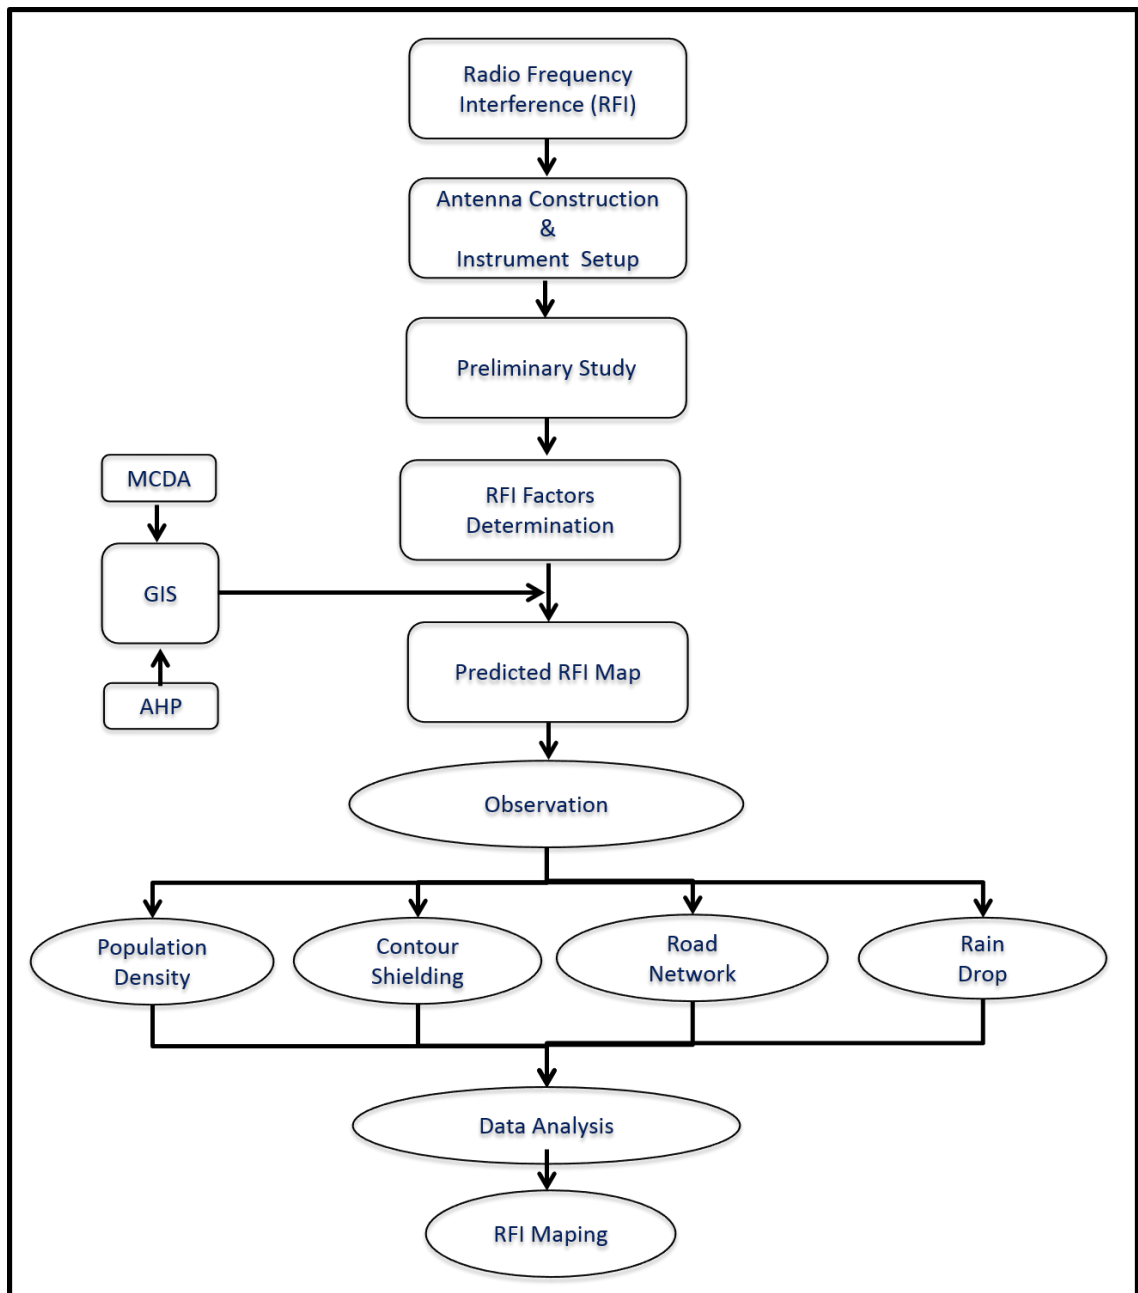 Radio Frequency
Interference (RFI)
Antenna Construction
&
Instrument Setup
Preliminary Study
MCDA
RFI Factors
Determination
GIS
Predicted RFI Map
AHP
Observation
Population
Density
Contour
Shielding
Road
Network
Rain
Drop
Data Analysis
RFI Maping